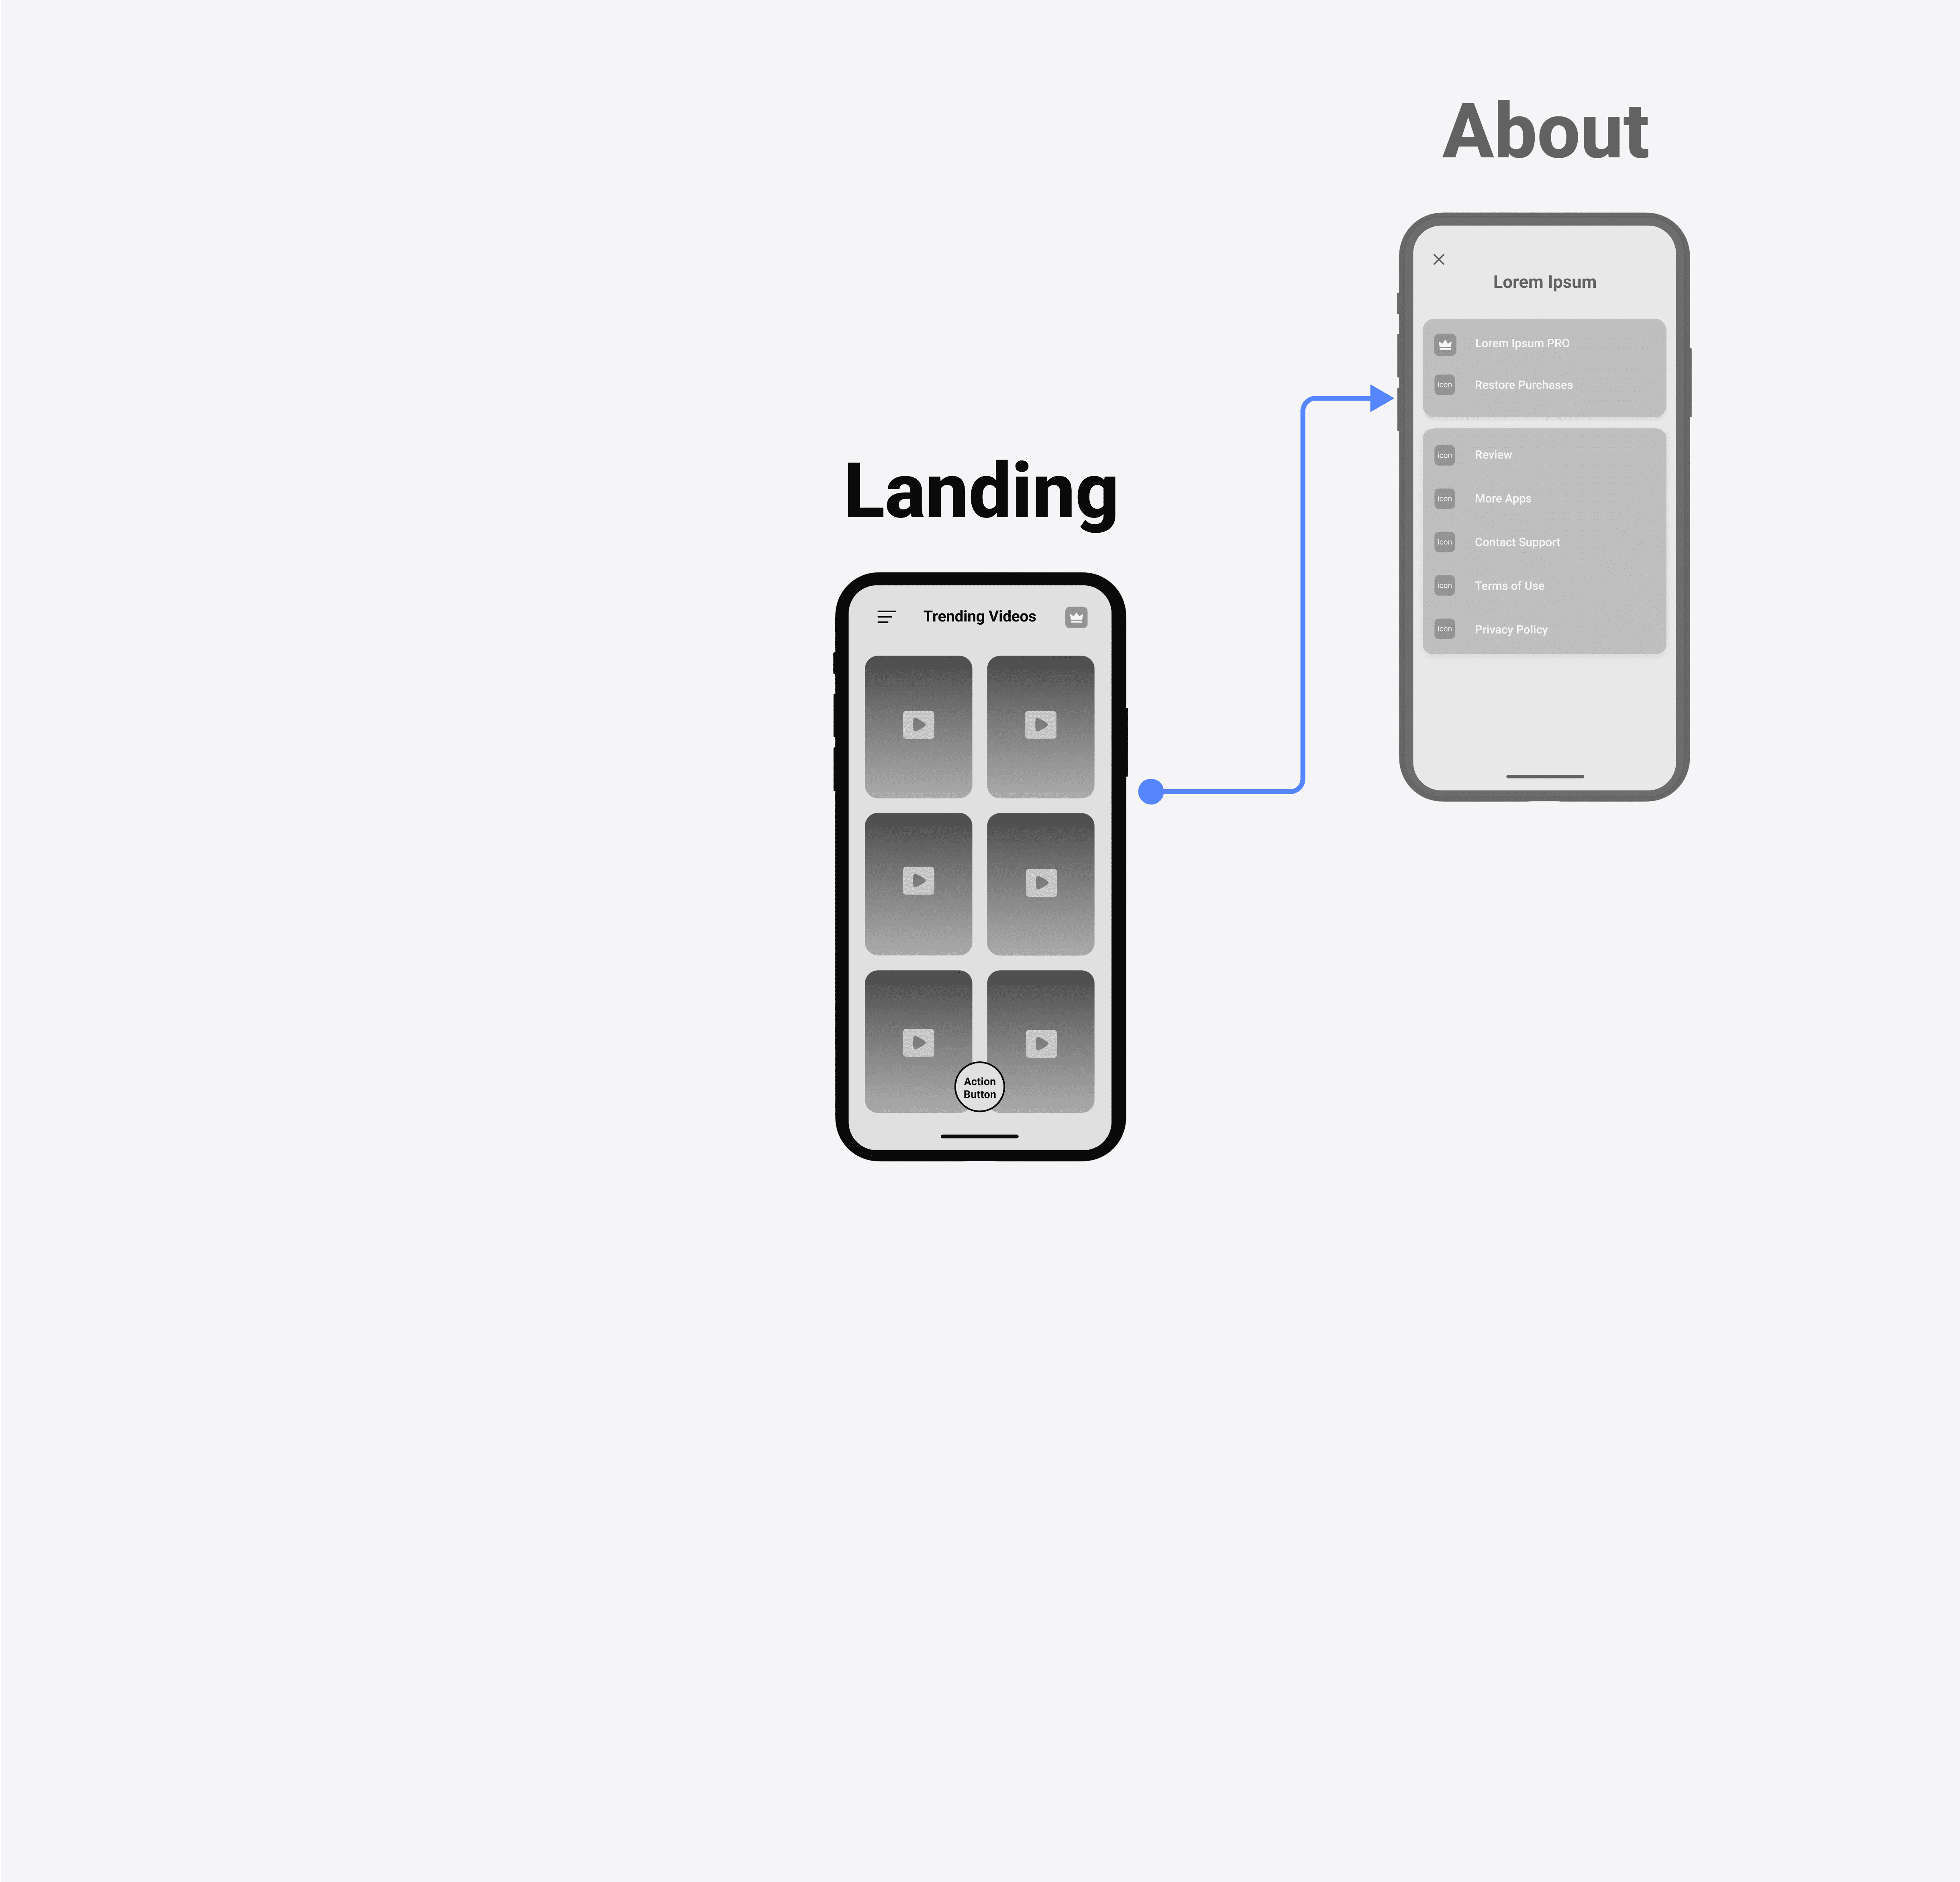 About
Lorem Ipsum
Lorem Ipsum PRO
icon Restore Purchases
icon Review
icon More Apps
icon Contact Support
icon Terms of Use
icon Privacy Policy
Landing
Trending Videos
Action
Button